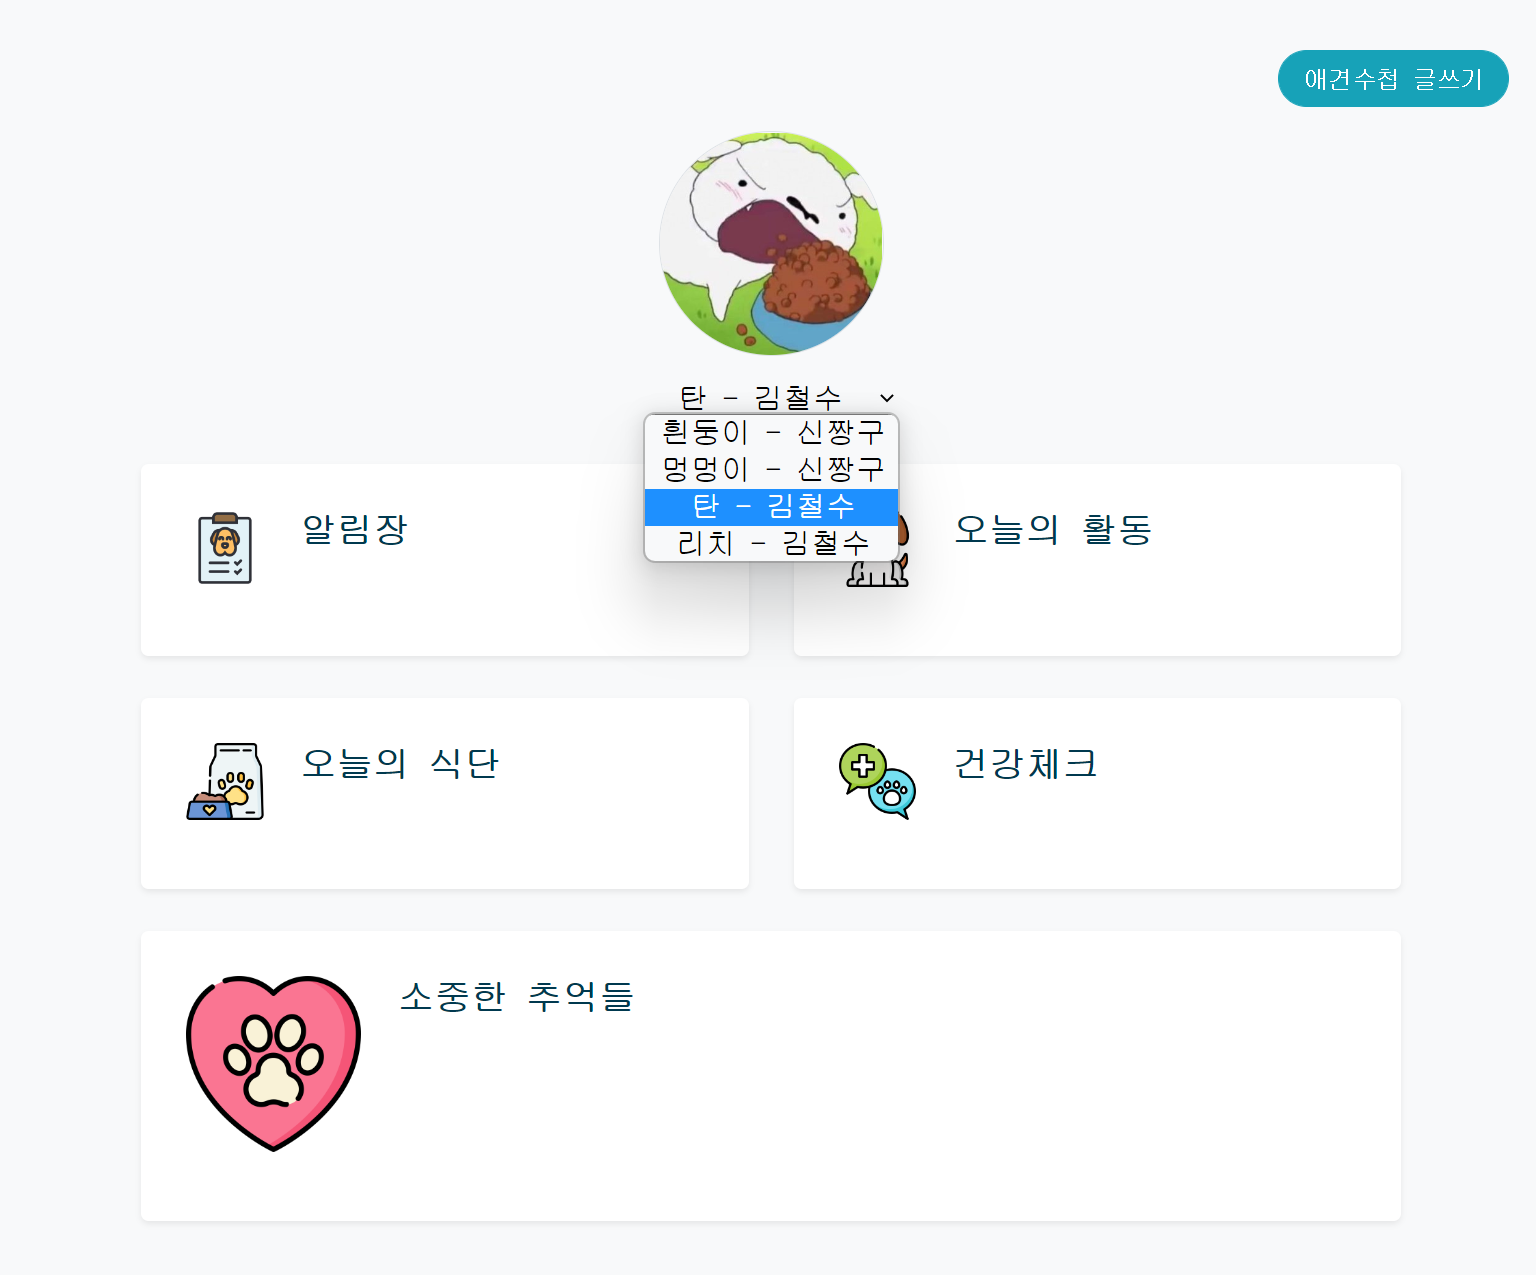 애견수첩 글쓰기
탄 - 김철수
흰둥이 - 신짱구
멍멍이 - 신짱구
탄 - 김철수
리치 - 김철수
알림장
오늘의 활동
오늘의 식단
건강체크
소중한 추억들